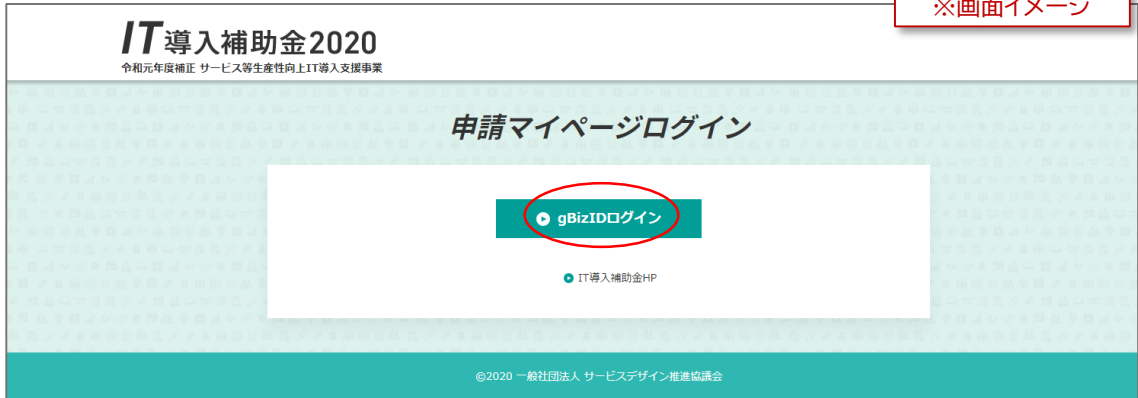 ※画面イメージ
IT導入補助金2020
令和元年度補正 サービス等生産性向上IT導入支援事業
申請マイページログイン
gBizIDログイン
IT導入補助金HP
©2020 一般社団法人 サービスデザイン推進協議会